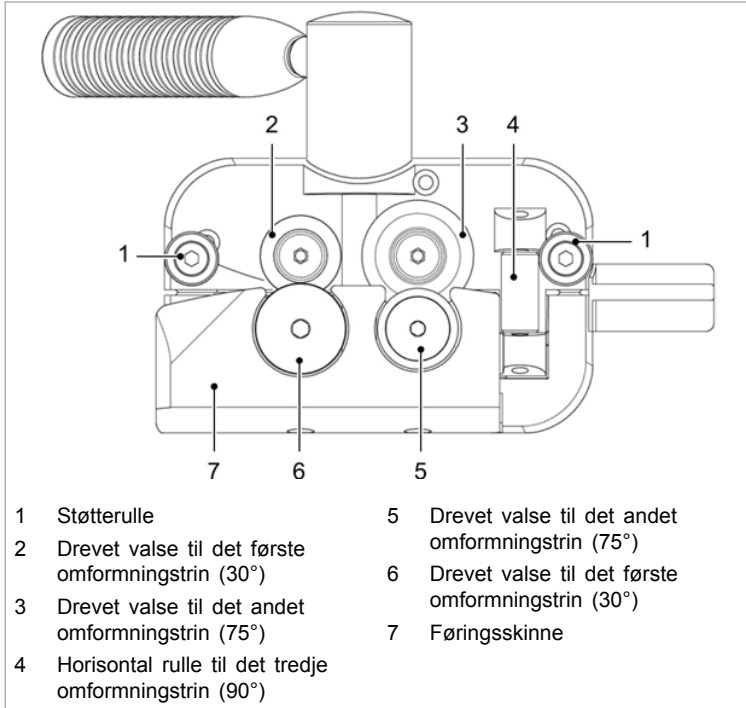 2
3
4
1
1
7
6
5
1 Støtterulle
2 Drevet valse til det første
omformningstrin (30°)
3 Drevet valse til det andet
omformningstrin (75°)
4 Horisontal rulle til det tredje
omformningstrin (90°)
5 Drevet valse til det andet
omformningstrin (75°)
6 Drevet valse til det første
omformningstrin (30°)
7 Føringsskinne